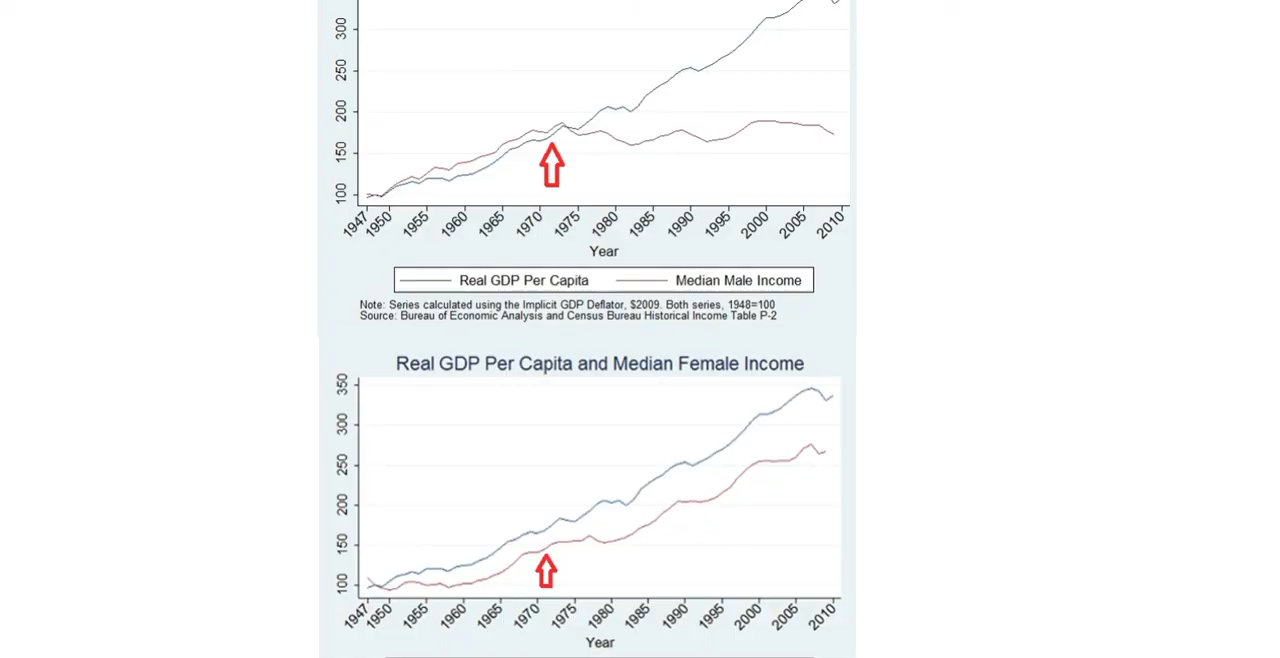 300
250
200
150
100
1947 1950 1955 1960 1965 1970 1975 1980 1985 1990 1995 2000 2005 2010
Year
Real GDP Per Capita Median Male Income
Note: Series calculated using the Implicit GDP Deflator, $2009. Both series, 1948=100
Source: Bureau of Economic Analysis and Census Bureau Historical Income Table P-2
Real GDP Per Capita and Median Female Income
350
300
250
200
150
100
1947 1950 1955 1960 1965 1970 1975 1980 1985 1990 1995 2000 2005 2010
Year